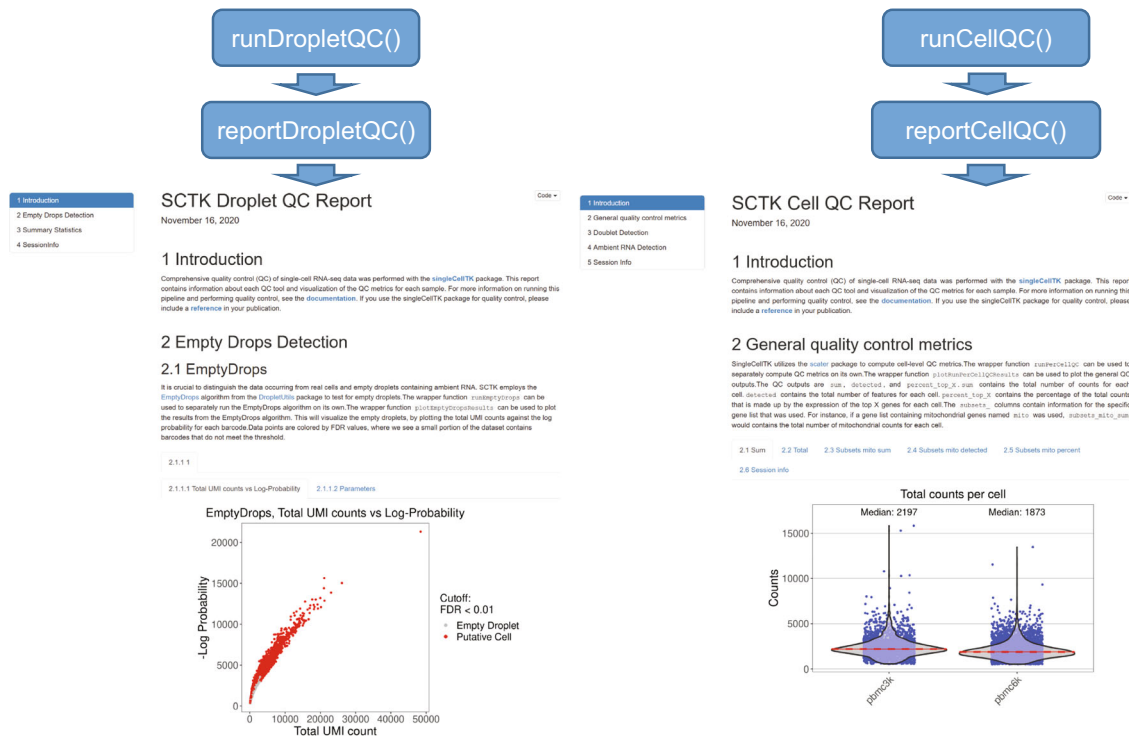 runDropletQC()
reportDropletQC()
1 Introduction
2 Empty Drops Detection
3 Summary Statistics
4 SessionInfo
Code
SCTK Droplet QC Report
November 16, 2020
1 Introduction
Comprehensive quality control (QC) of single-cell RNA-seq data was performed with the singleCellTK package. This report
contains information about each QC tool and visualization of the QC metrics for each sample. For more information on running this
pipeline and performing quality control, see the documentation. If you use the singleCellTK package for quality control, please
include a reference in your publication.
2 Empty Drops Detection
2.1 EmptyDrops
It is crucial to distinguish the data occurring from real cells and empty droplets containing ambient RNA. SCTK employs the
EmptyDrops algorithm from the DropletUtils package to test for empty droplets.The wrapper function runEmptyDrops can be
used to separately run the EmptyDrops algorithm on its own.The wrapper function plotEmptyDropsResults can be used to plot
the results from the EmptyDrops algorithm. This will visualize the empty droplets, by plotting the total UMI counts against the log
probability for each barcode.Data points are colored by FDR values, where we see a small portion of the dataset contains
barcodes that do not meet the threshold.
2.1.1 1
2.1.1.1 Total UMI counts vs Log-Probability
2.1.1.2 Parameters
EmptyDrops, Total UMI counts vs Log-Probability
-Log Probability
20000
15000
10000
5000
0
0 10000 20000 30000 40000 50000
Total UMI count
Cutoff:
FDR < 0.01
Empty Droplet
Putative Cell
runCellQC()
reportCellQC()
1 Introduction
2 General quality control metrics
3 Doublet Detection
4 Ambient RNA Detection
5 Session Info
Code
SCTK Cell QC Report
November 16, 2020
1 Introduction
Comprehensive quality control (QC) of single-cell RNA-seq data was performed with the singleCellTK package. This report
contains information about each QC tool and visualization of the QC metrics for each sample. For more information on running this
pipeline and performing quality control, see the documentation. If you use the singleCellTK package for quality control, please
include a reference in your publication.
2 General quality control metrics
SingleCellTK utilizes the scater package to compute cell-level QC metrics.The wrapper function runPerCellQC can be used to
separately compute QC metrics on its own.The wrapper function plotRunPerCellQCResults can be used to plot the general QC
outputs.The QC outputs are sum, detected, and percent_top_X. sum contains the total number of counts for each
cell. detected contains the total number of features for each cell. percent_top_X contains the percentage of the total counts
that is made up by the expression of the top X genes for each cell.The subsets_ columns contain information for the specific
gene list that was used. For instance, if a gene list containing mitochondrial genes named mito was used, subsets_mito_sum
would contains the total number of mitochondrial counts for each cell.
2.1 Sum 2.2 Total 2.3 Subsets mito sum 2.4 Subsets mito detected 2.5 Subsets mito percent
2.6 Session info
Total counts per cell
Median: 2197 Median: 1873
Counts
15000
10000
5000
0
pbmc3k pbmc6k